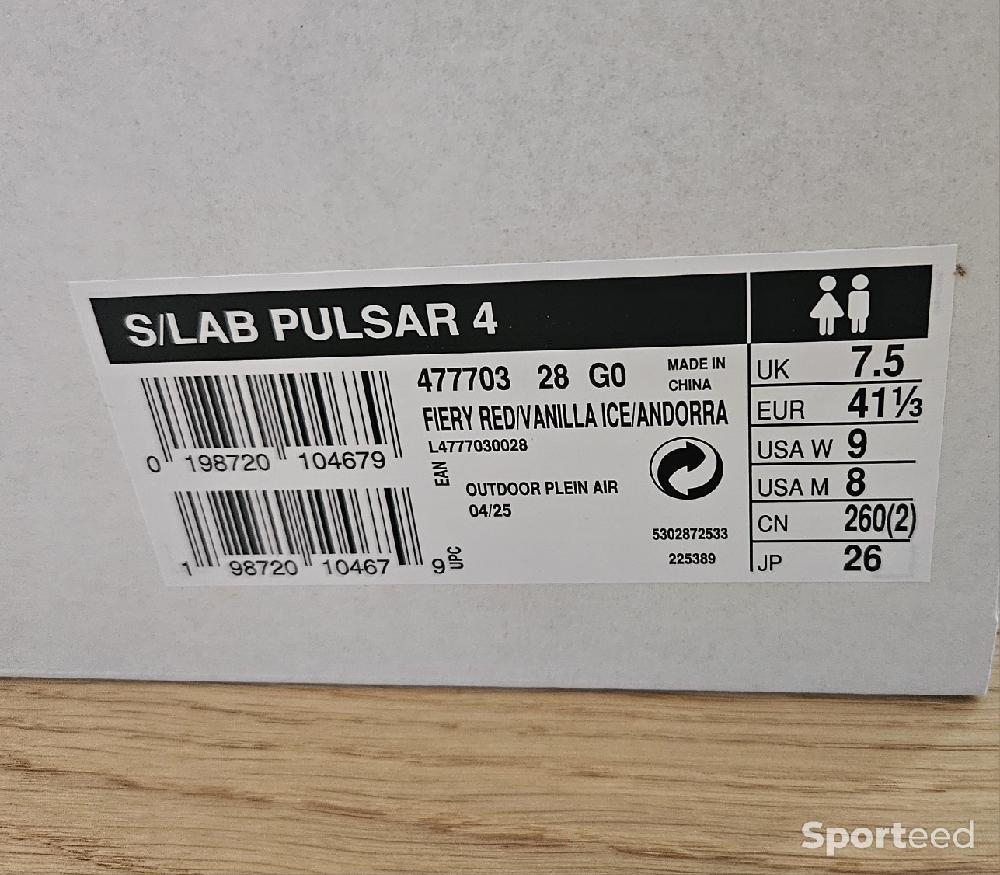 S/LAB PULSAR 4
477703 28 G0
MADE IN
CHINA
FIERY RED/VANILLA ICE/ANDORRA
L4777030028
0 198720 104679
EAN
OUTDOOR PLEIN AIR
04/25
5302872533
225389
1 98720 10467 9
UPC
UK 7.5
EUR 41⅓
USA W 9
USA M 8
CN 260(2)
JP 26
Sporteed